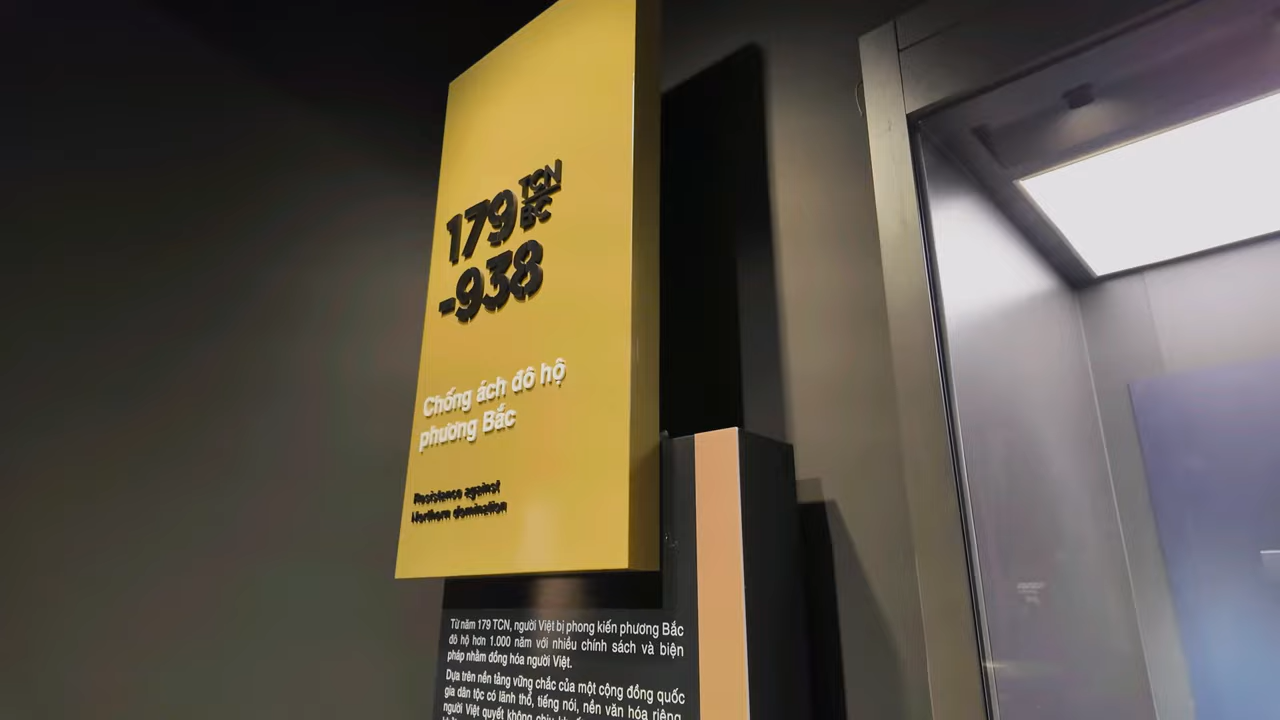 179 TCN
BC
-938
Chống ách đô hộ
phương Bắc
Resistance against
Northern domination
Từ năm 179 TCN, người Việt bị phong kiến phương Bắc
đô hộ hơn 1.000 năm với nhiều chính sách và biện
pháp nhằm đồng hóa người Việt.
Dựa trên nền tảng vững chắc của một cộng đồng quốc
gia dân tộc có lãnh thổ, tiếng nói, nền văn hóa riêng,
người Việt quyết không chịu